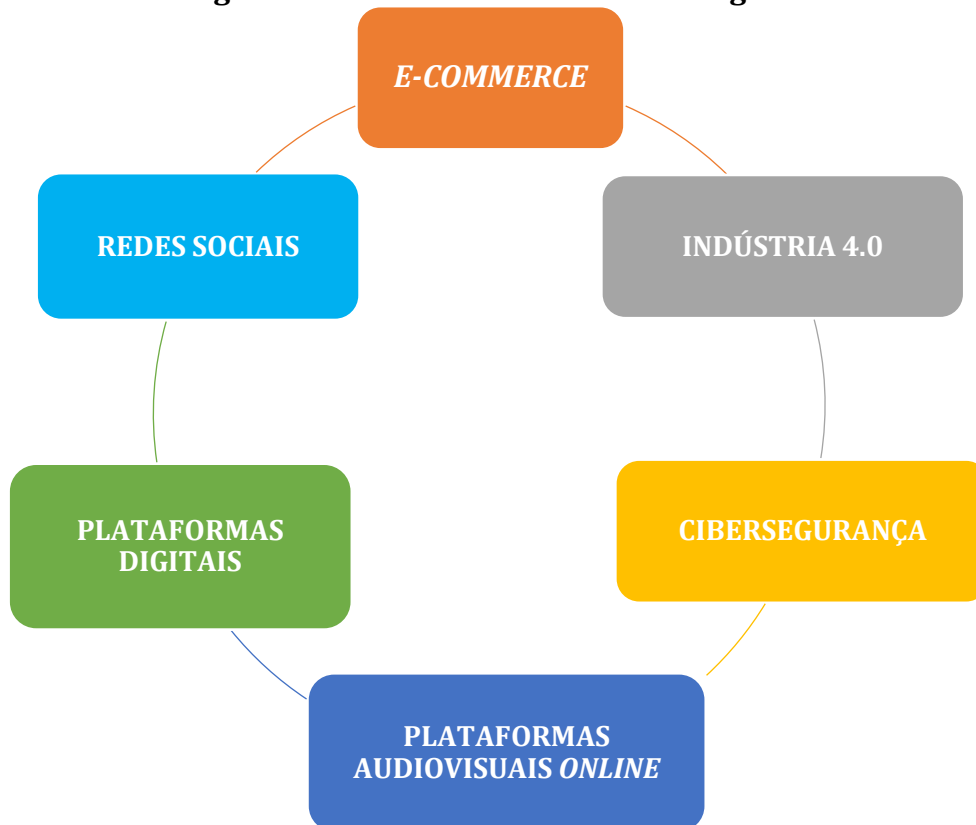 E-COMMERCE
REDES SOCIAIS
INDÚSTRIA 4.0
PLATAFORMAS
DIGITAIS
CIBERSEGURANÇA
PLATAFORMAS
AUDIOVISUAIS ONLINE